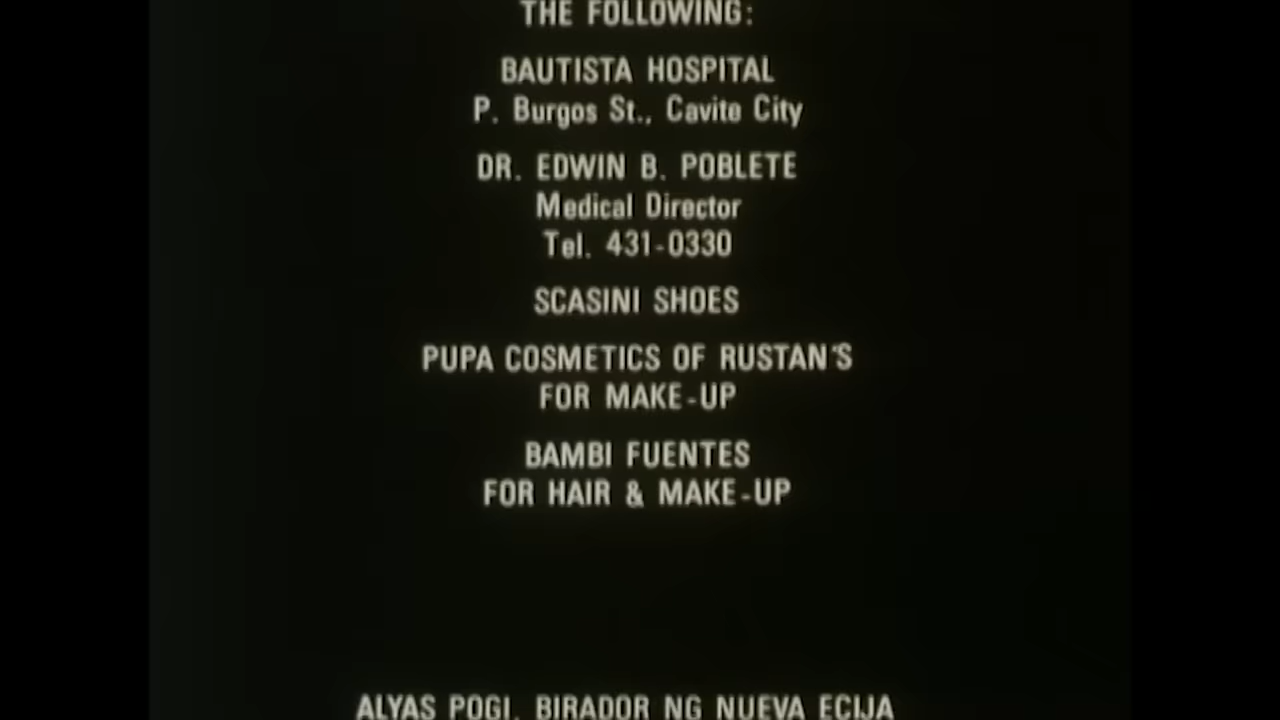 THE FOLLOWING:
BAUTISTA HOSPITAL
P. Burgos St., Cavite City
DR. EDWIN B. POBLETE
Medical Director
Tel. 431-0330
SCASINI SHOES
PUPA COSMETICS OF RUSTAN'S
FOR MAKE-UP
BAMBI FUENTES
FOR HAIR & MAKE-UP
ALYAS POGI, BIRADOR NG NUEVA ECIJA